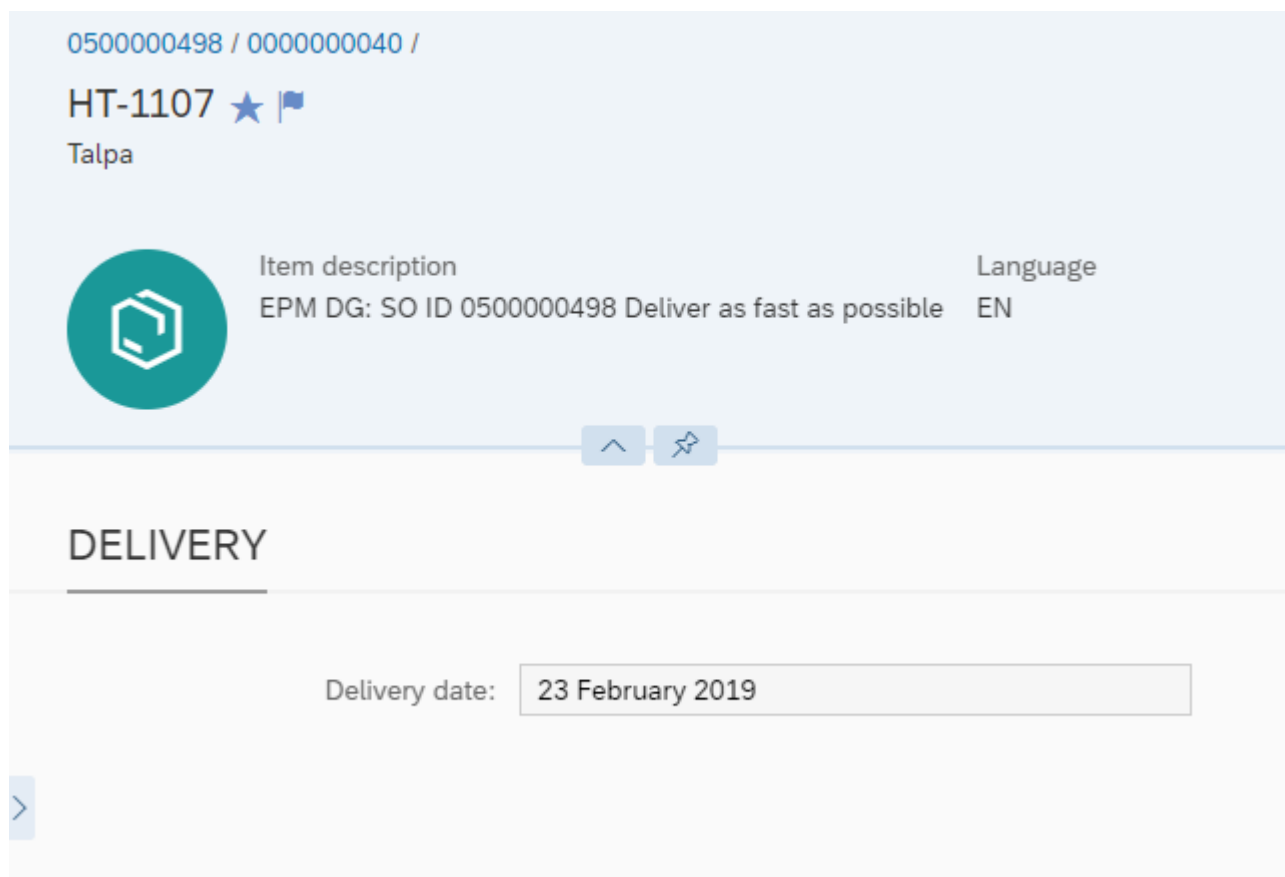 0500000498 / 0000000040 /
HT-1107
Talpa
Item description
EPM DG: SO ID 0500000498 Deliver as fast as possible
Language
EN
DELIVERY
Delivery date: 23 February 2019